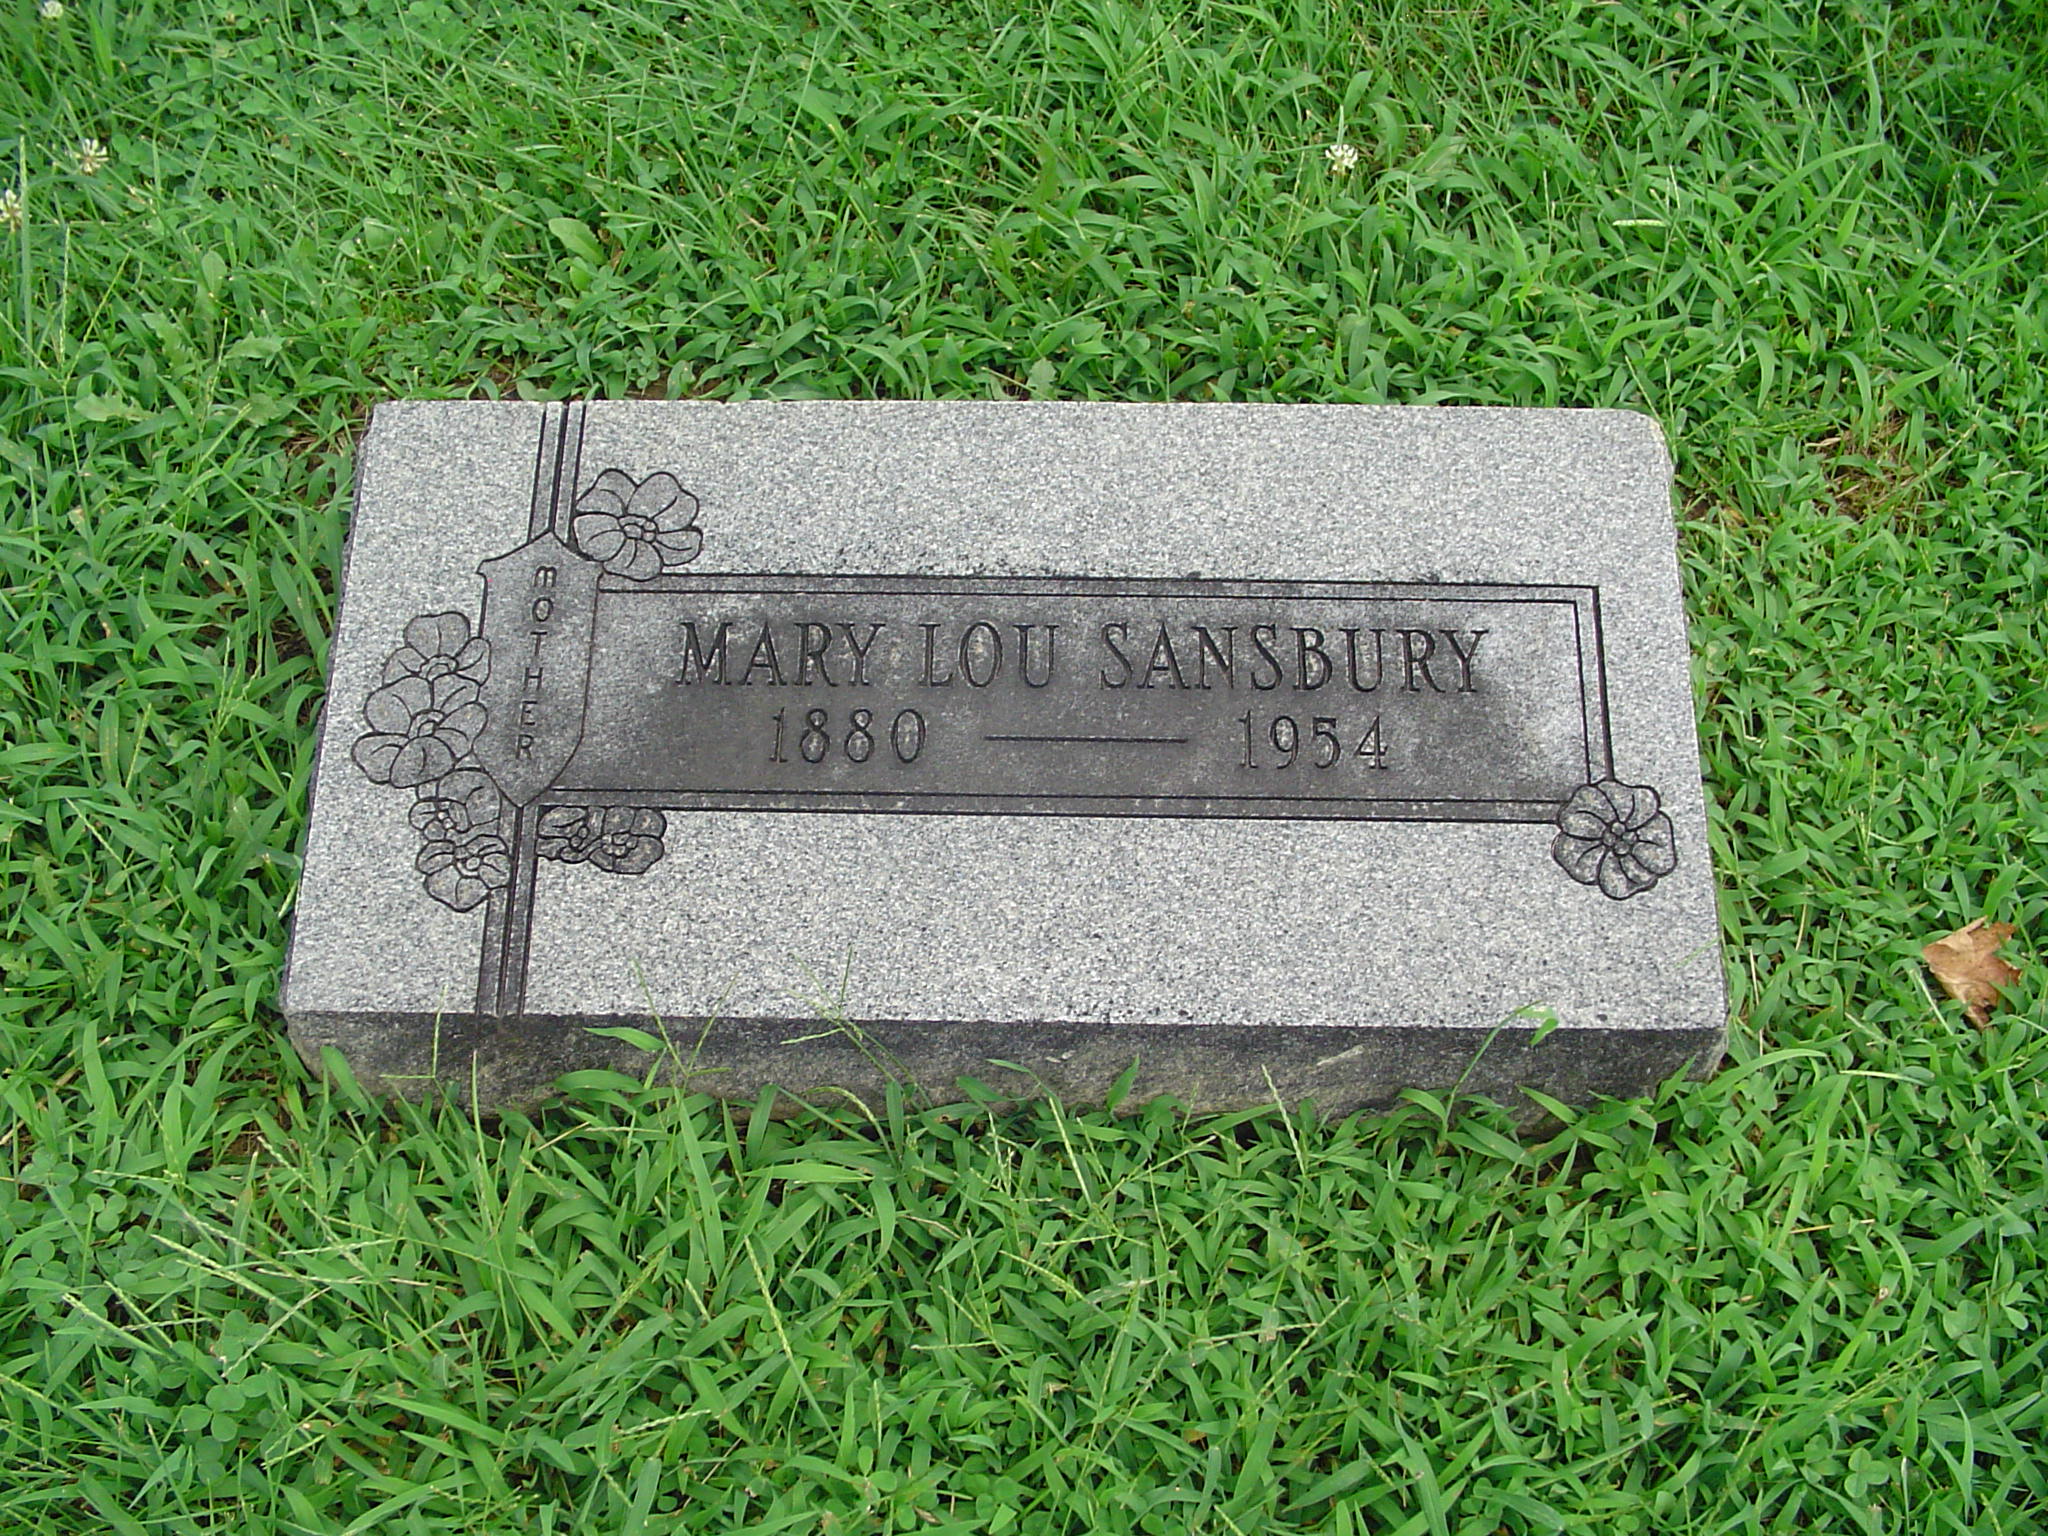 mOTHER
MARY LOU SANSBURY
1880 — 1954